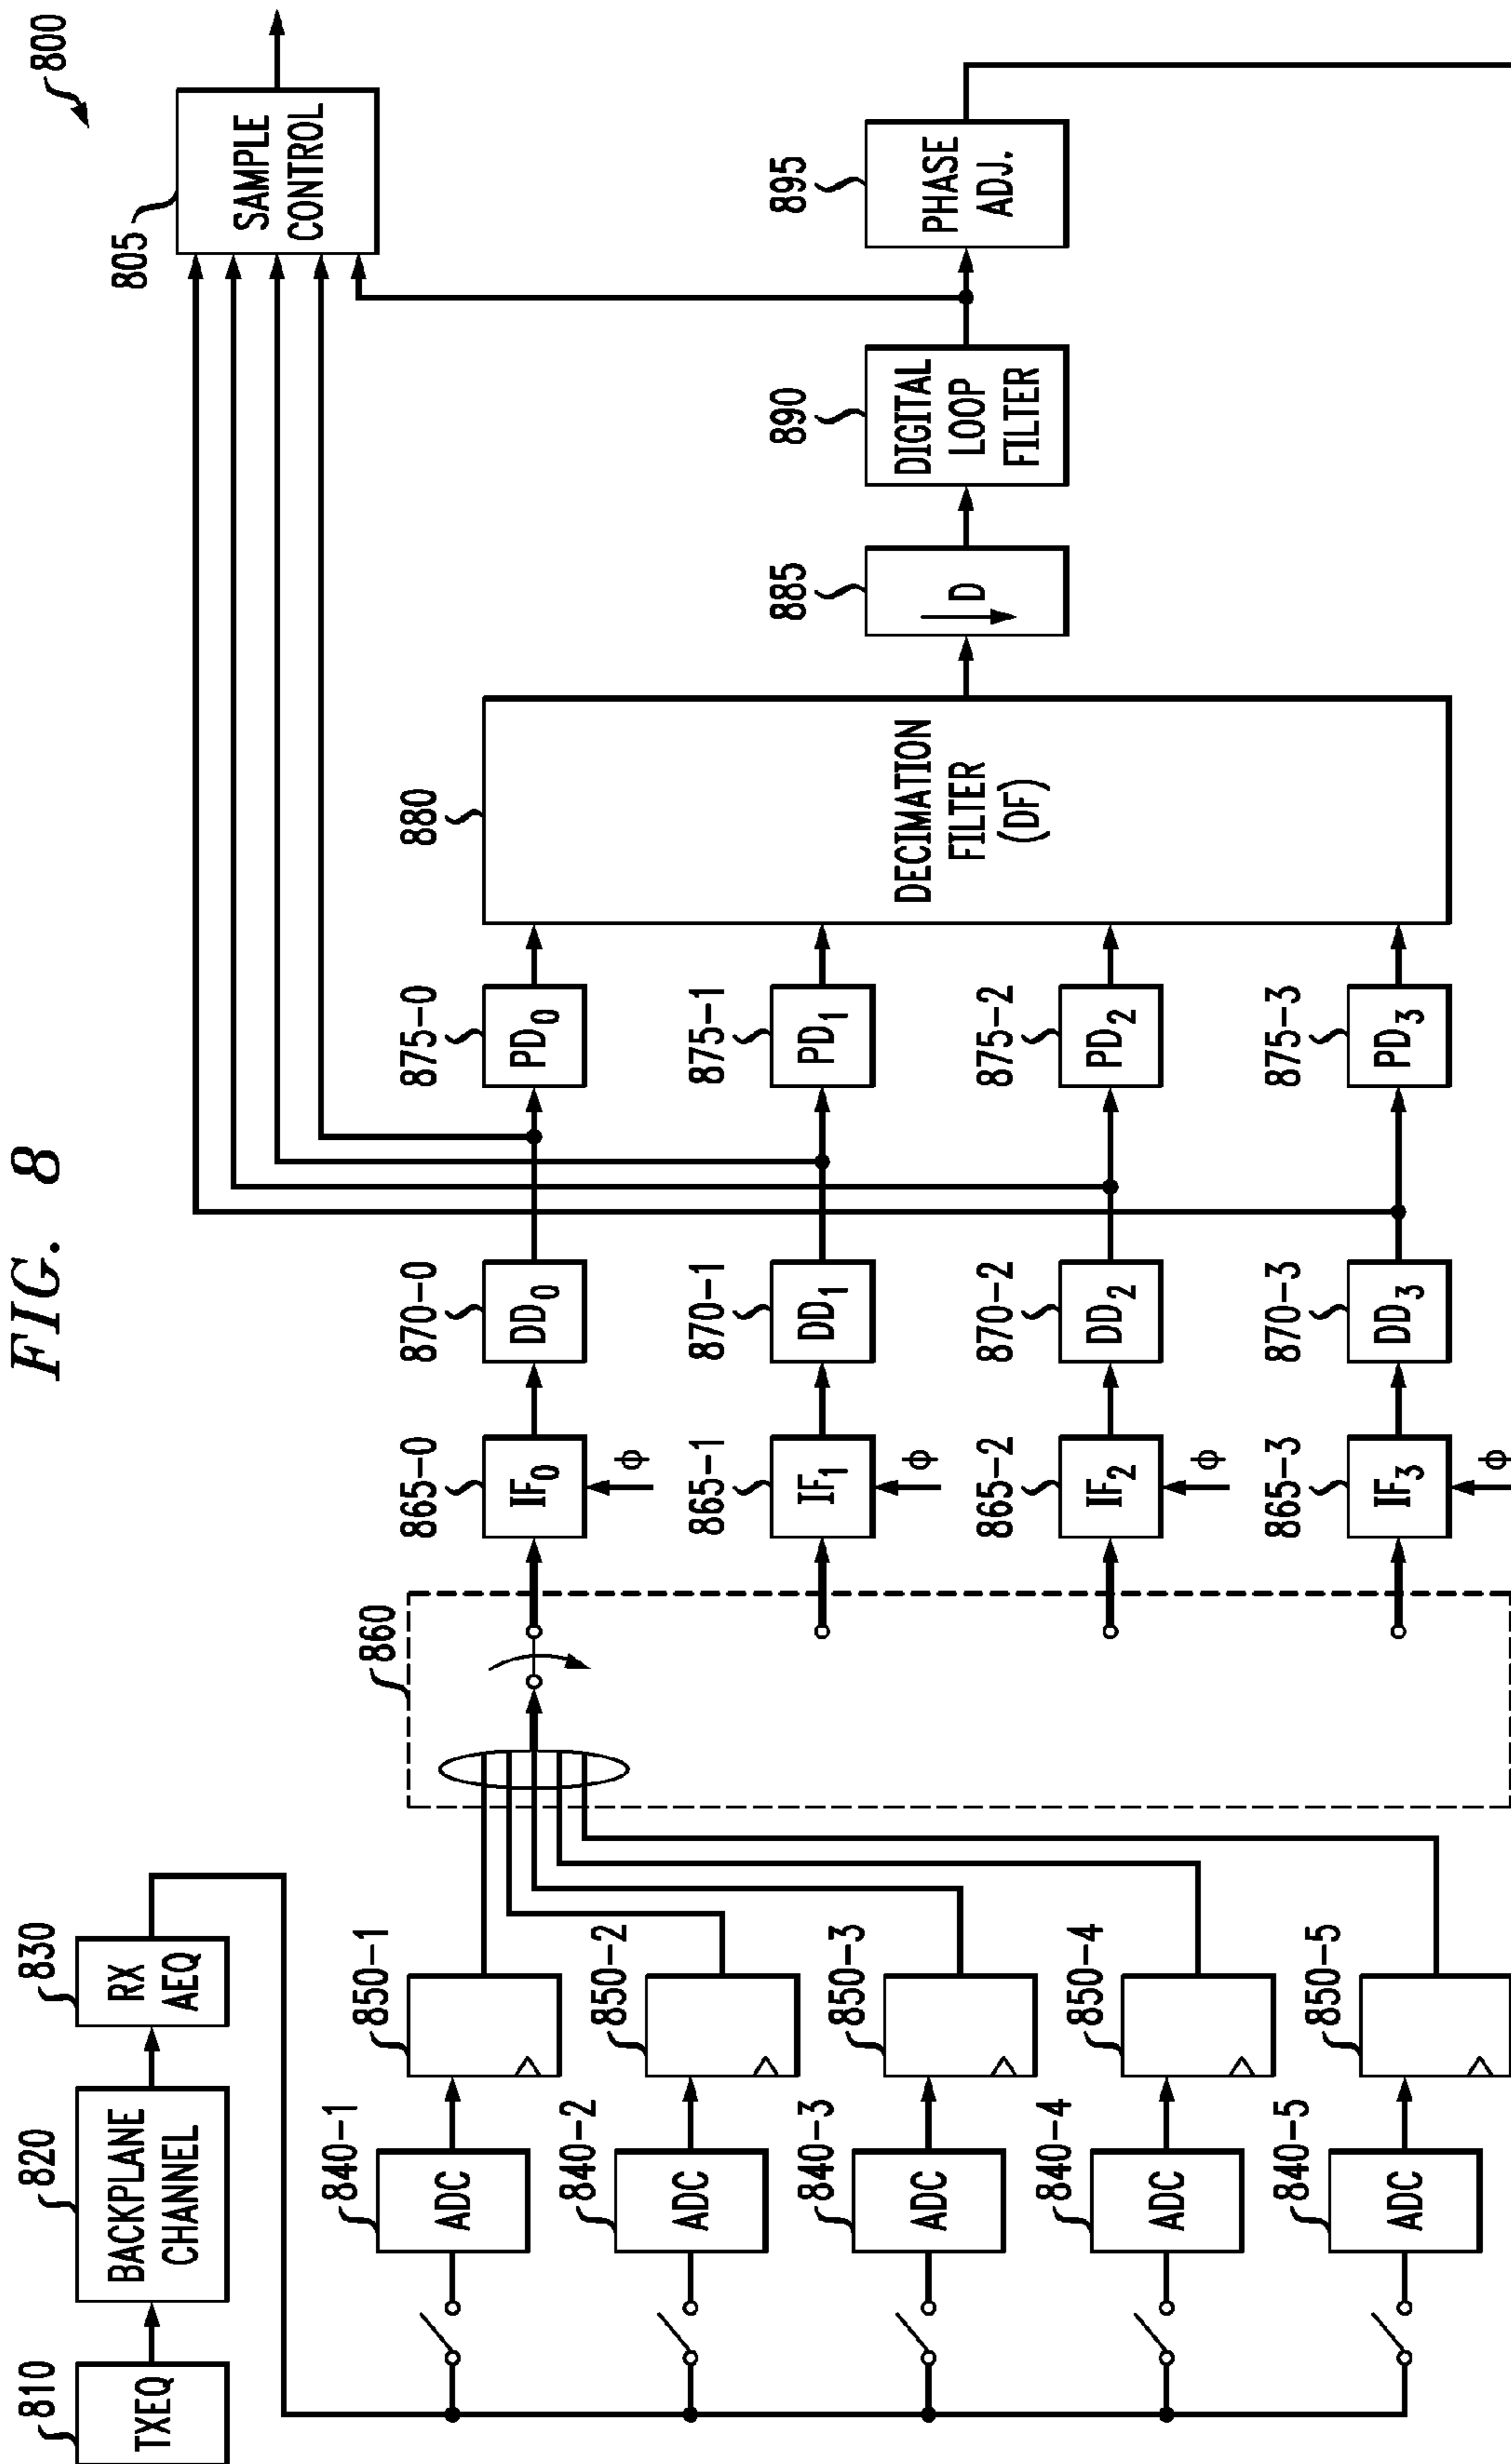 FIG. 8
800
810
TXEQ
820
BACKPLANE
CHANNEL
830
RX
AEQ
840-1
ADC
850-1
840-2
ADC
850-2
840-3
ADC
850-3
840-4
ADC
850-4
840-5
ADC
850-5
860
865-0
IF0
ϕ
870-0
DD0
875-0
PD0
865-1
IF1
ϕ
870-1
DD1
875-1
PD1
865-2
IF2
ϕ
870-2
DD2
875-2
PD2
865-3
IF3
ϕ
870-3
DD3
875-3
PD3
880
DECIMATION
FILTER
(DF)
885
D
890
DIGITAL
LOOP
FILTER
895
PHASE
ADJ.
805
SAMPLE
CONTROL